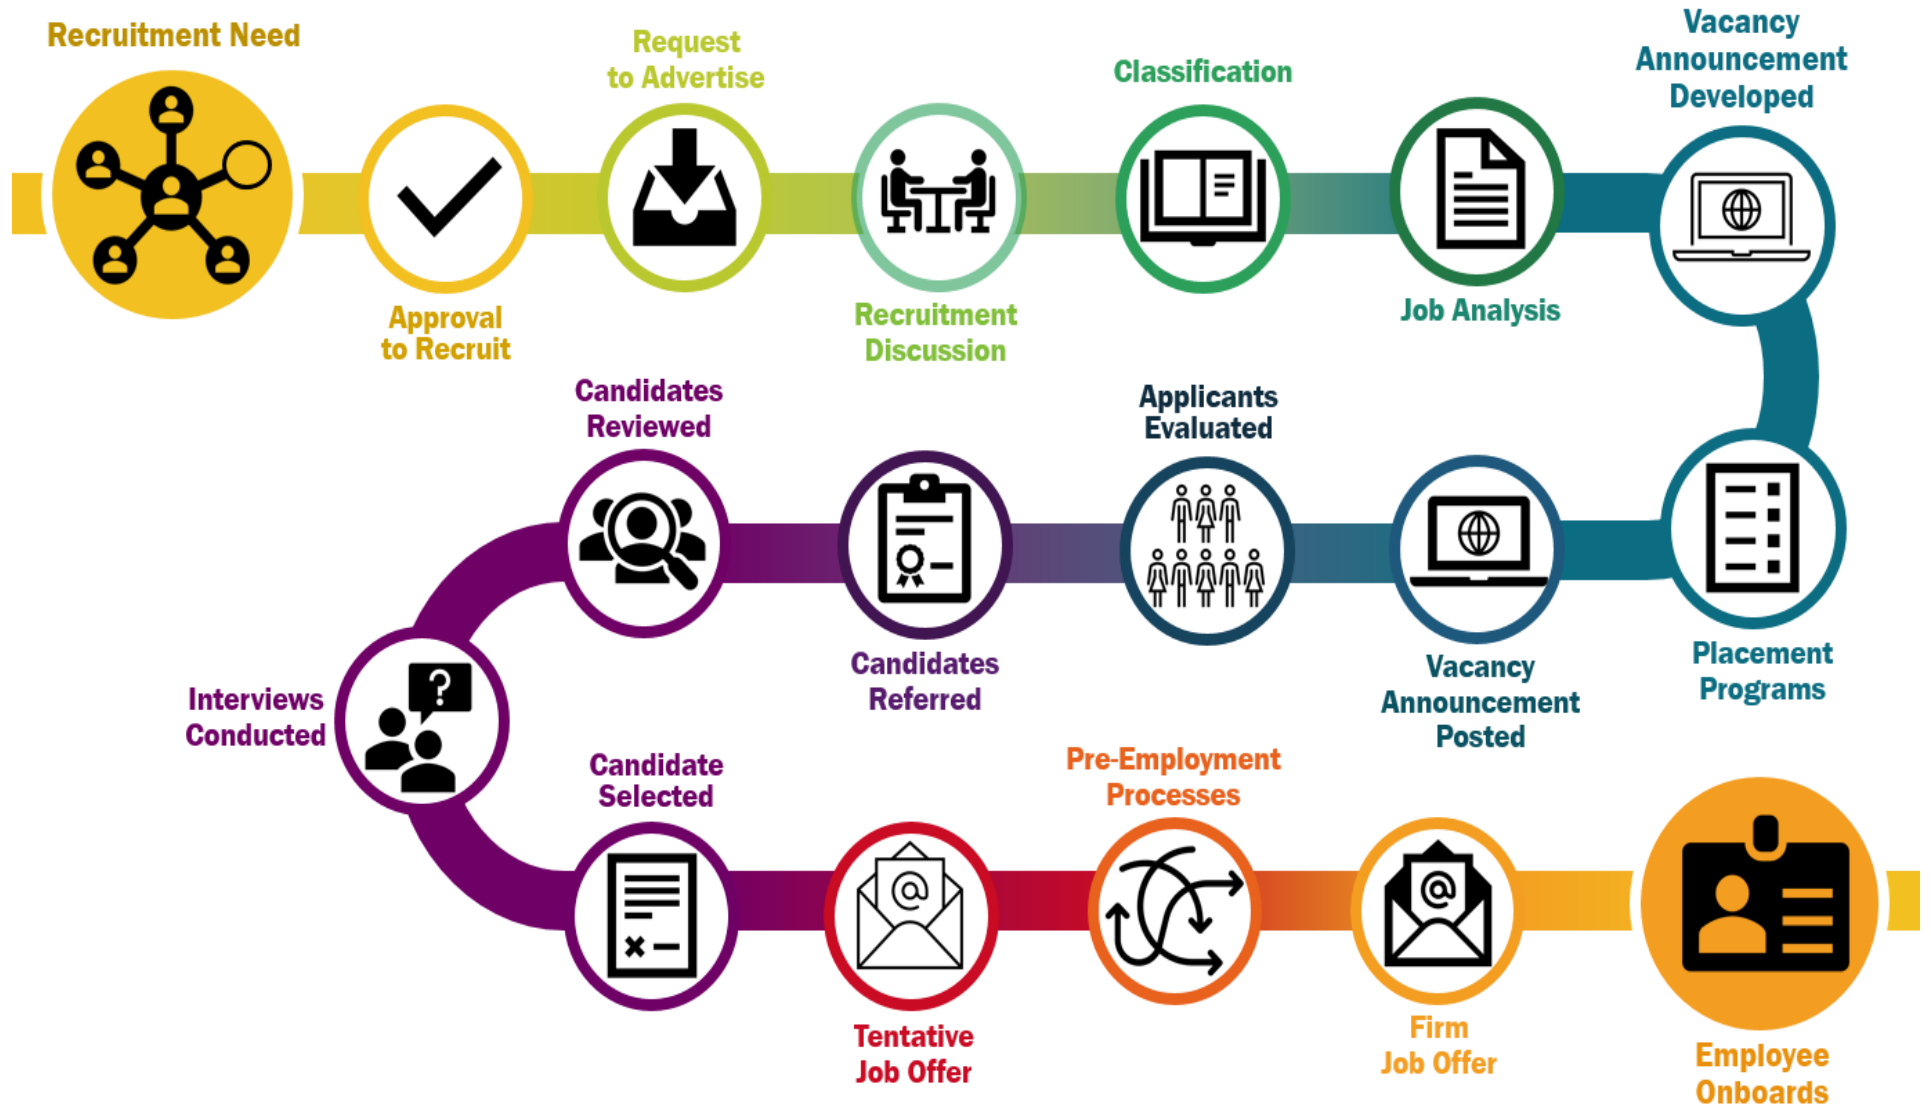 Recruitment Need
Approval
to Recruit
Request
to Advertise
Recruitment
Discussion
Classification
Job Analysis
Vacancy
Announcement
Developed
Placement
Programs
Vacancy
Announcement
Posted
Applicants
Evaluated
Candidates
Referred
Candidates
Reviewed
?
Interviews
Conducted
Candidate
Selected
@
Tentative
Job Offer
Pre-Employment
Processes
@
Firm
Job Offer
Employee
Onboards